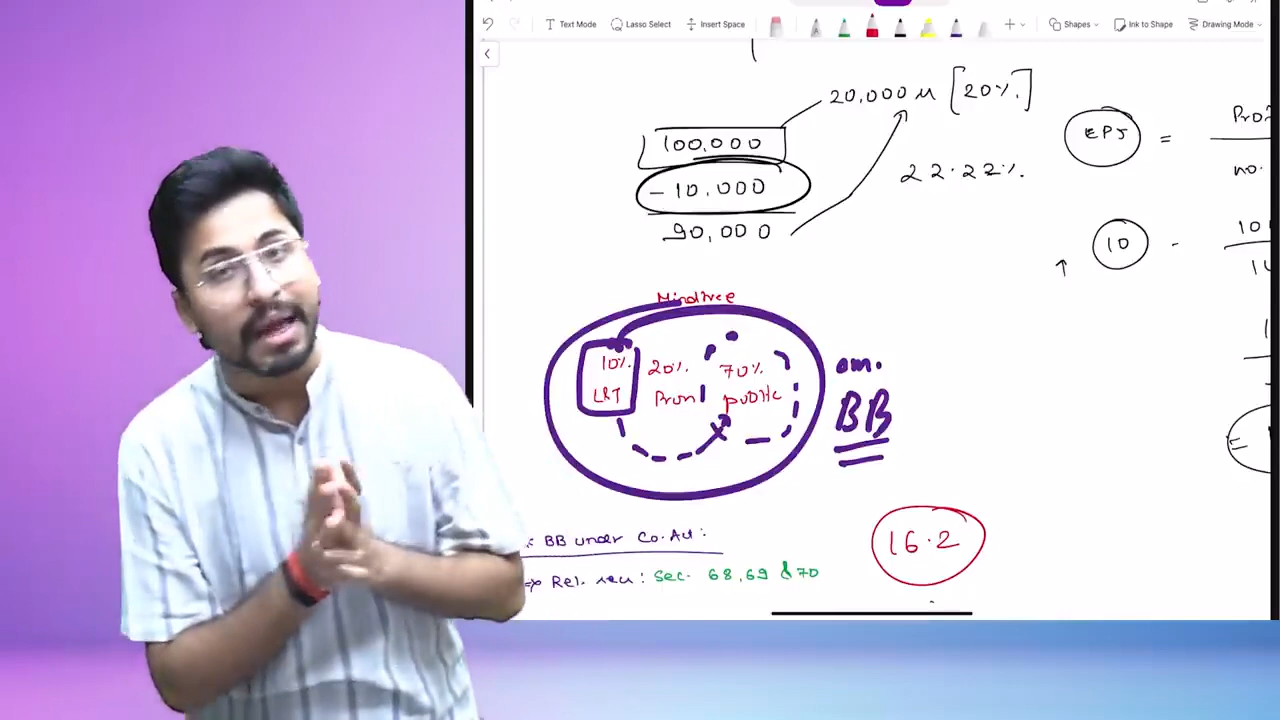 Text Mode Lasso Select Insert Space Shapes Ink to Shape Drawing Mode
20,000 [20%]
100,000
EPS =
- 10,000
22.22%
no.
90,000
10 -
10
Mindtree
10% 20% 70%
LRT Prom public
om.
BB
=
16.2
BB under Co. Act:
=> Rel. : Sec. 68,69 & 70